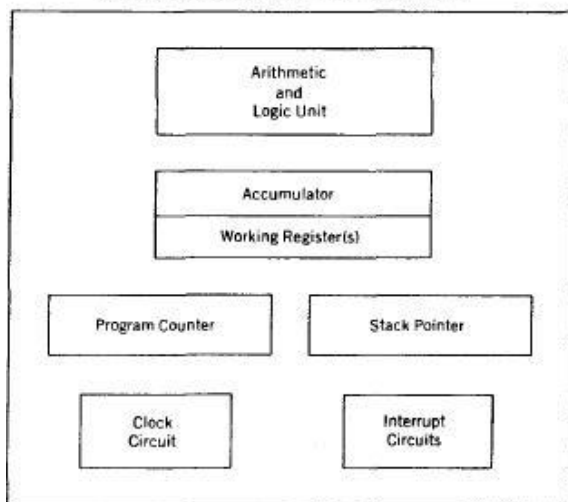 Arithmetic
and
Logic Unit
Accumulator
Working Register(s)
Program Counter
Stack Pointer
Clock
Circuit
Interrupt
Circuits